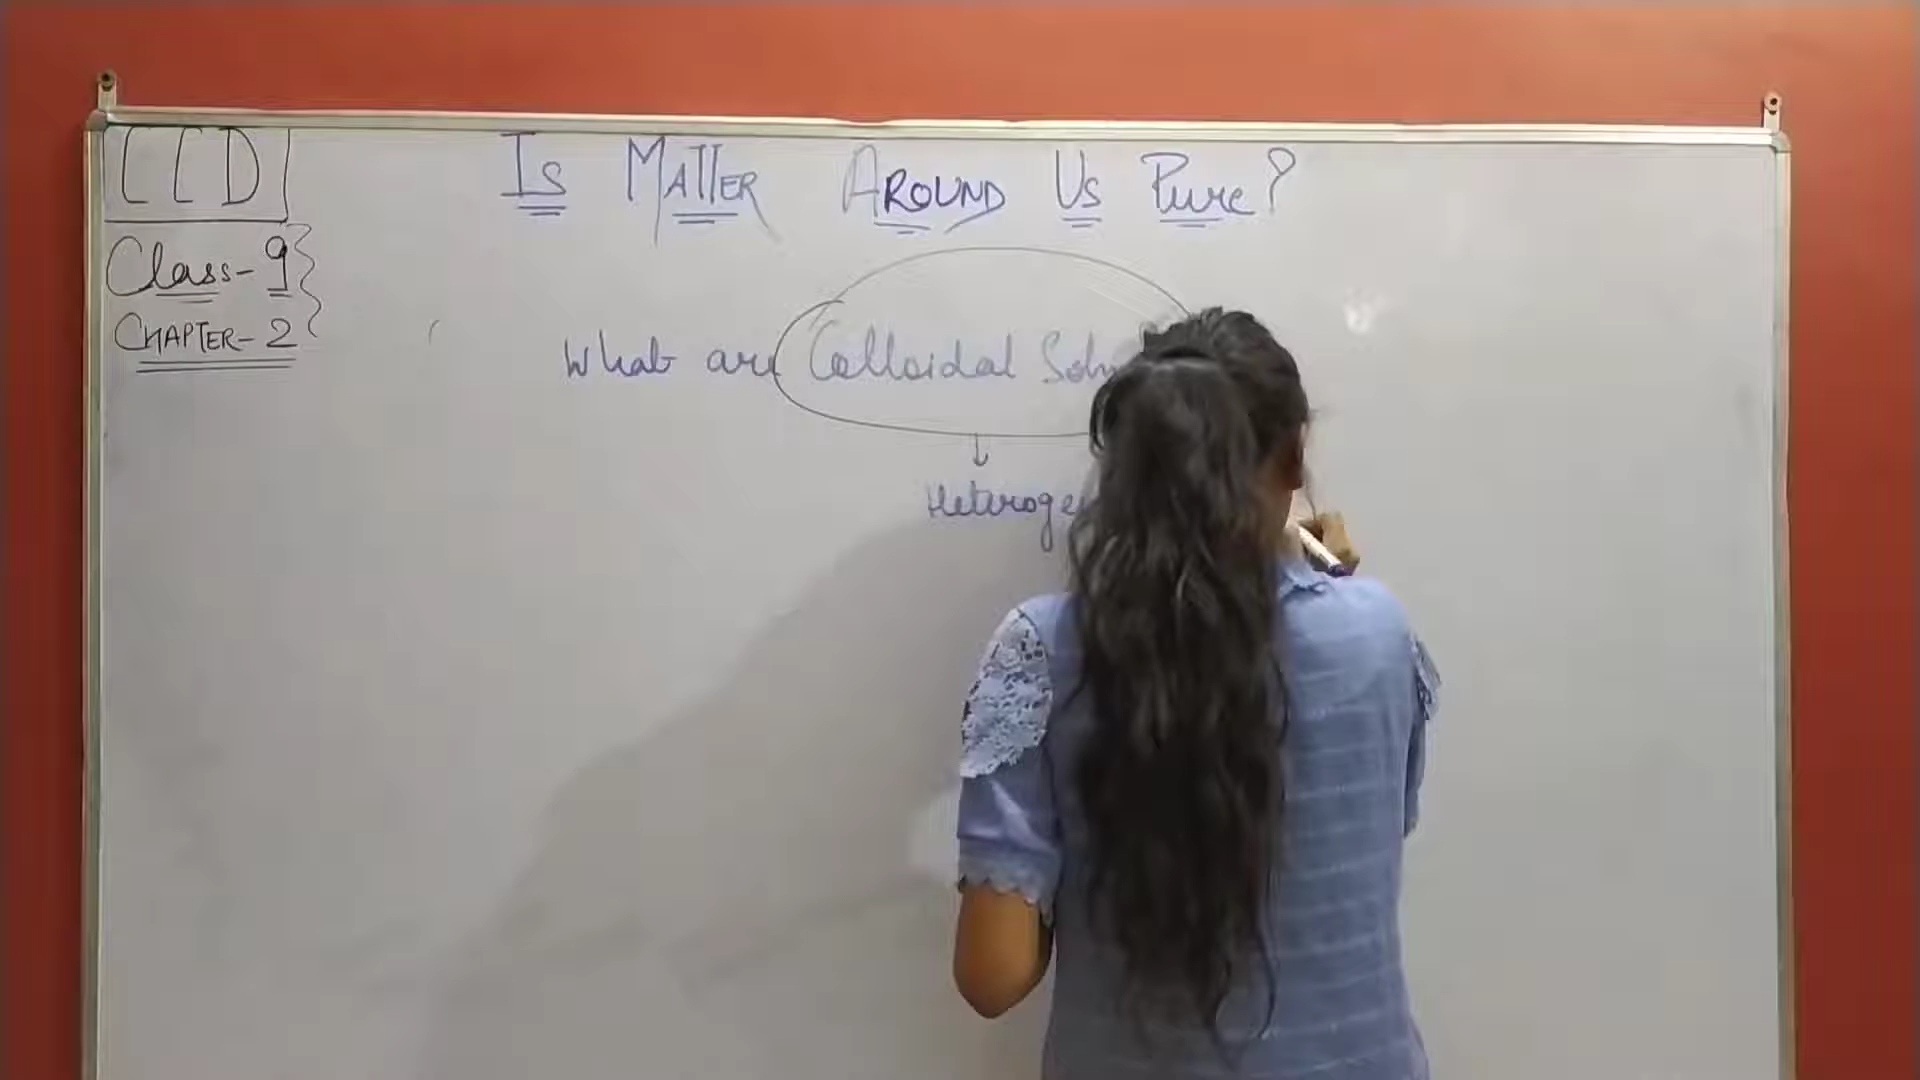 CCD
Is MATTER AROUND Us Pure?
Class-9
CHAPTER-2
What are Colloidal